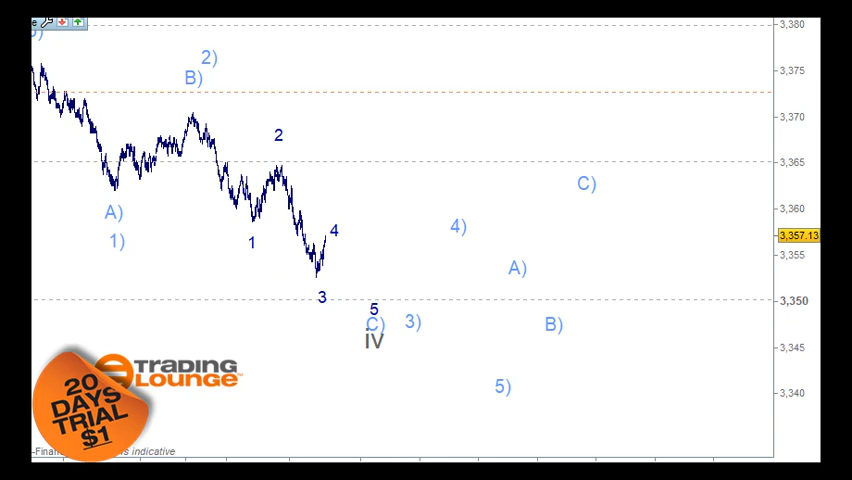 3,380
3,375
3,370
3,365
3,360
3,357.13
3,355
3,350
3,345
3,340
2)
B)
2
A)
1)
1
4
3
4)
C)
A)
5
C)
3)
B)
iv
5)
TRADING
LOUNGE™
20
DAYS
TRIAL
$1
indicative